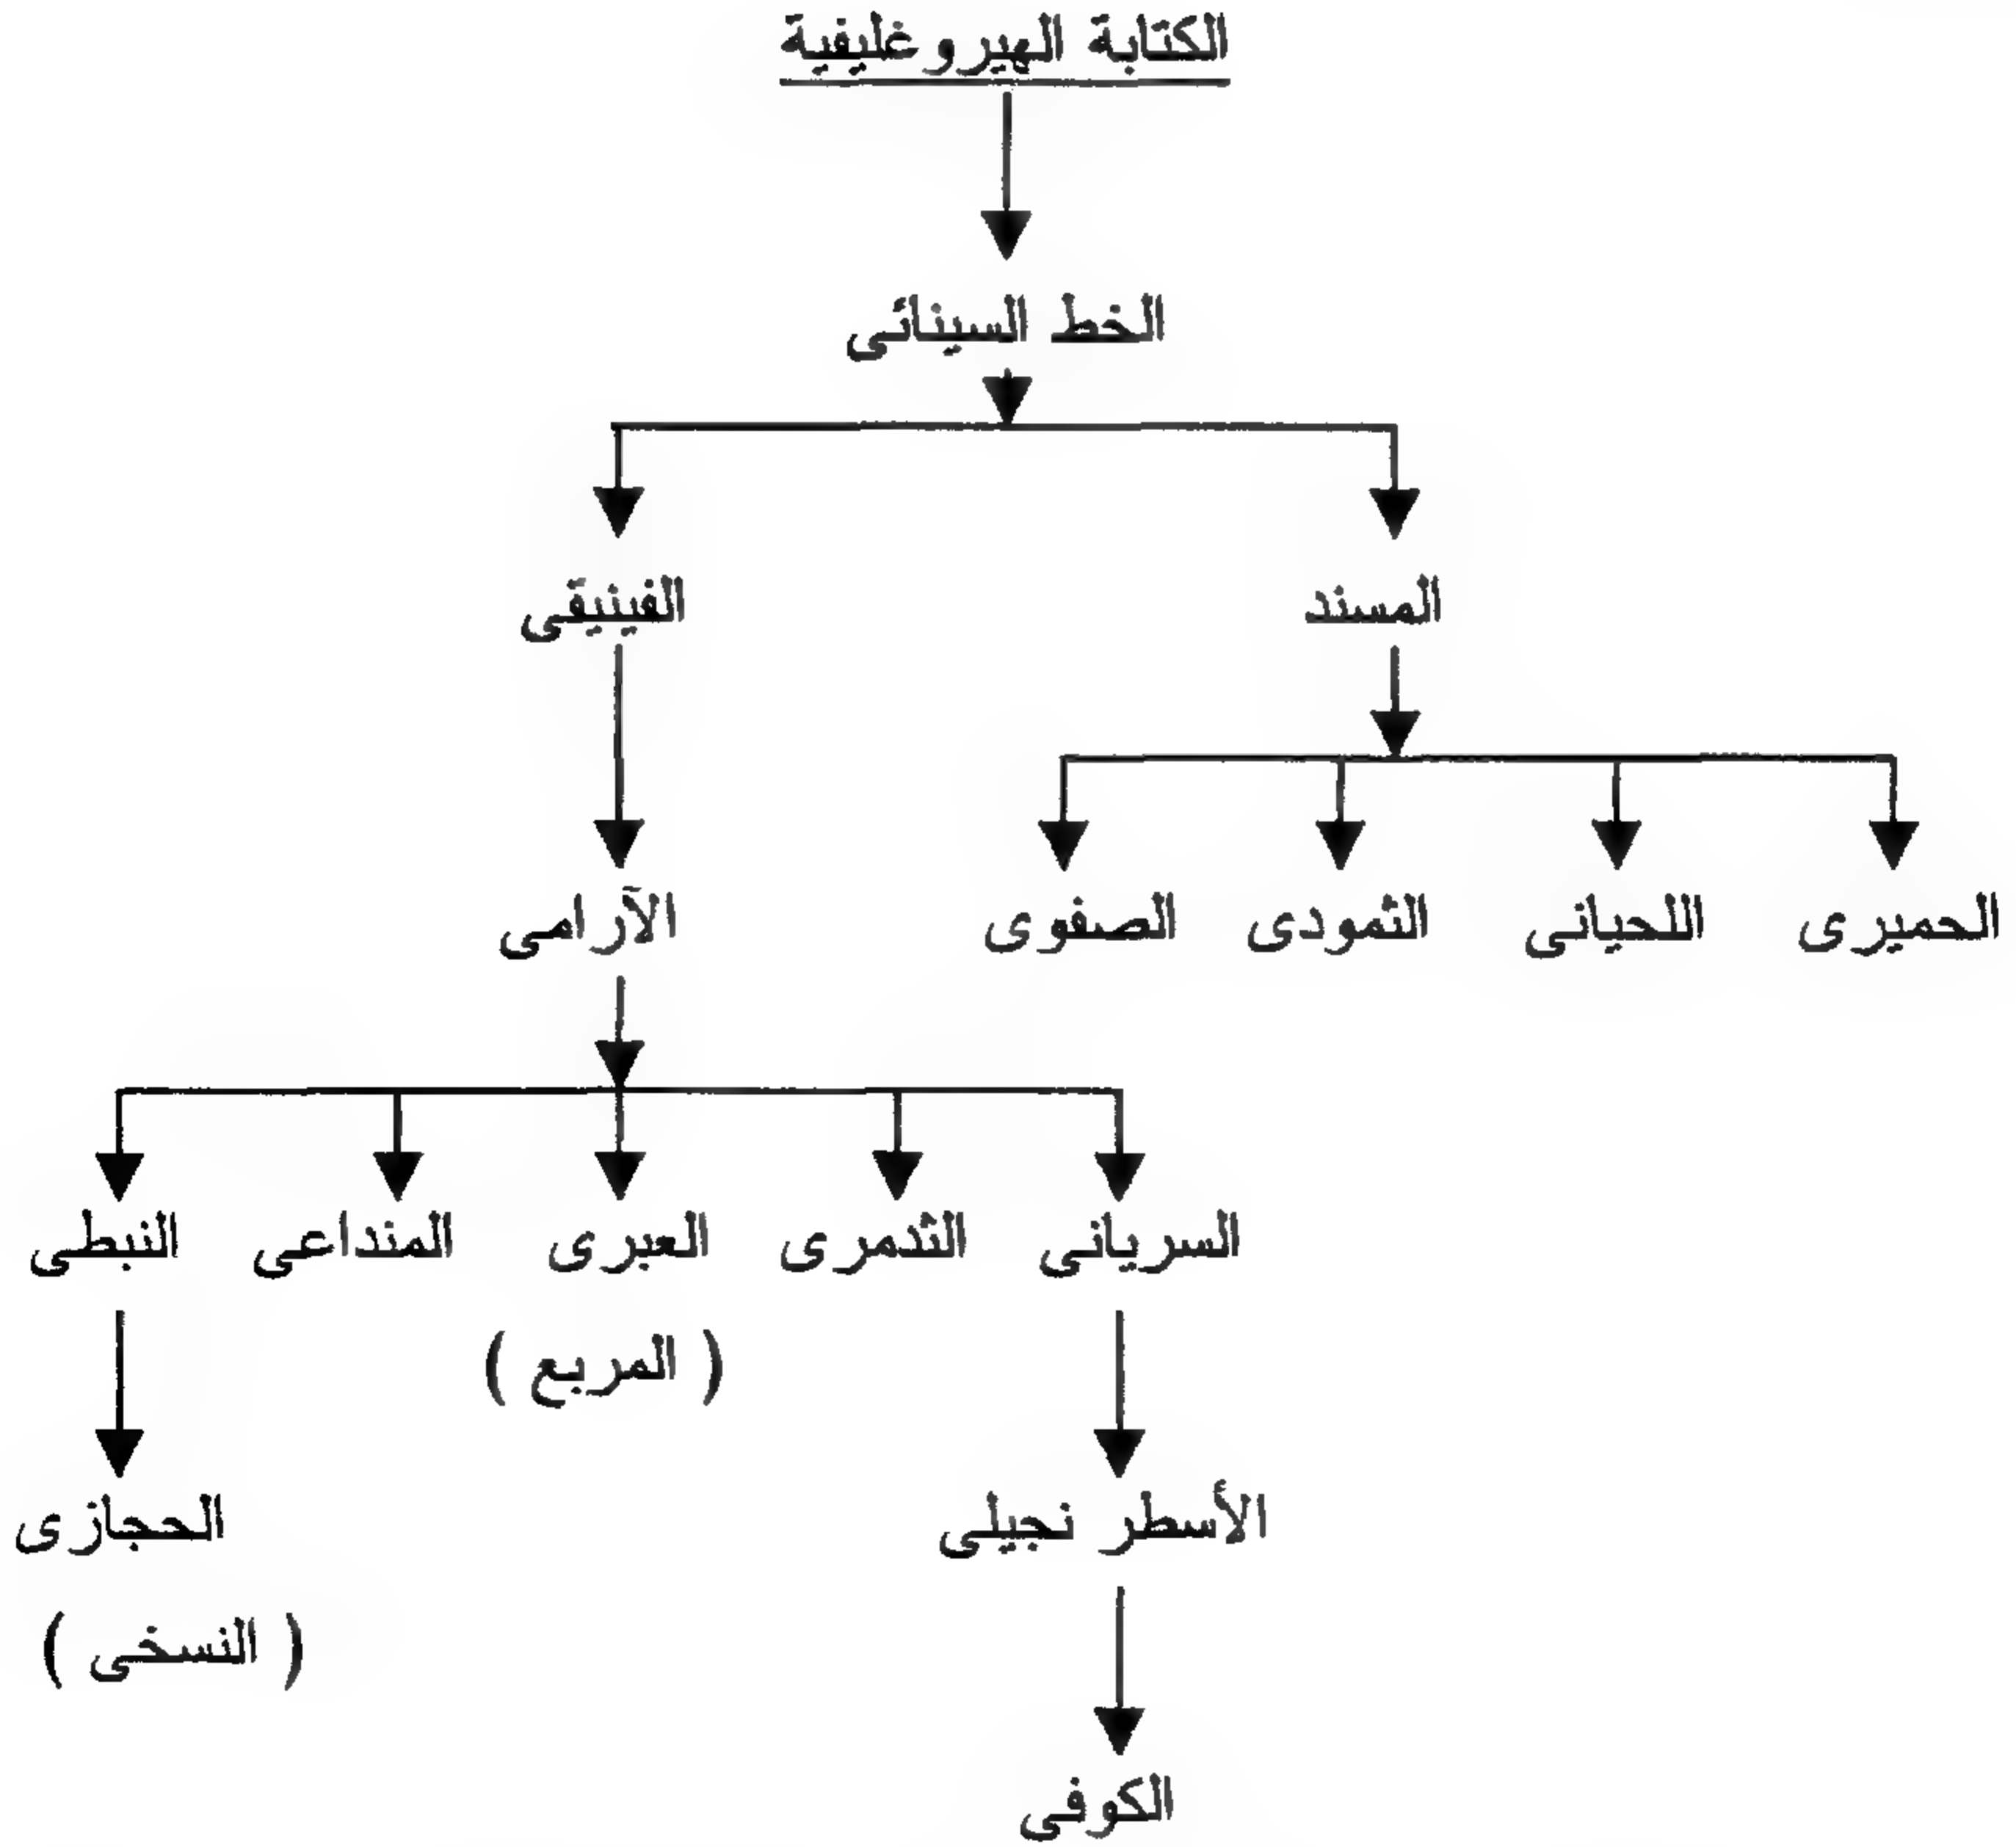 الكتابة الهيروغليفية
الخط السينائى
المسند الفينيقى
الحميرى اللحيانى الثمودى الصفوى الآرامى
السريانى التدمرى العبرى المنداعى النبطى
( المربع )
الأسطر نجيلى الحجازى
( النسخى )
الكوفى